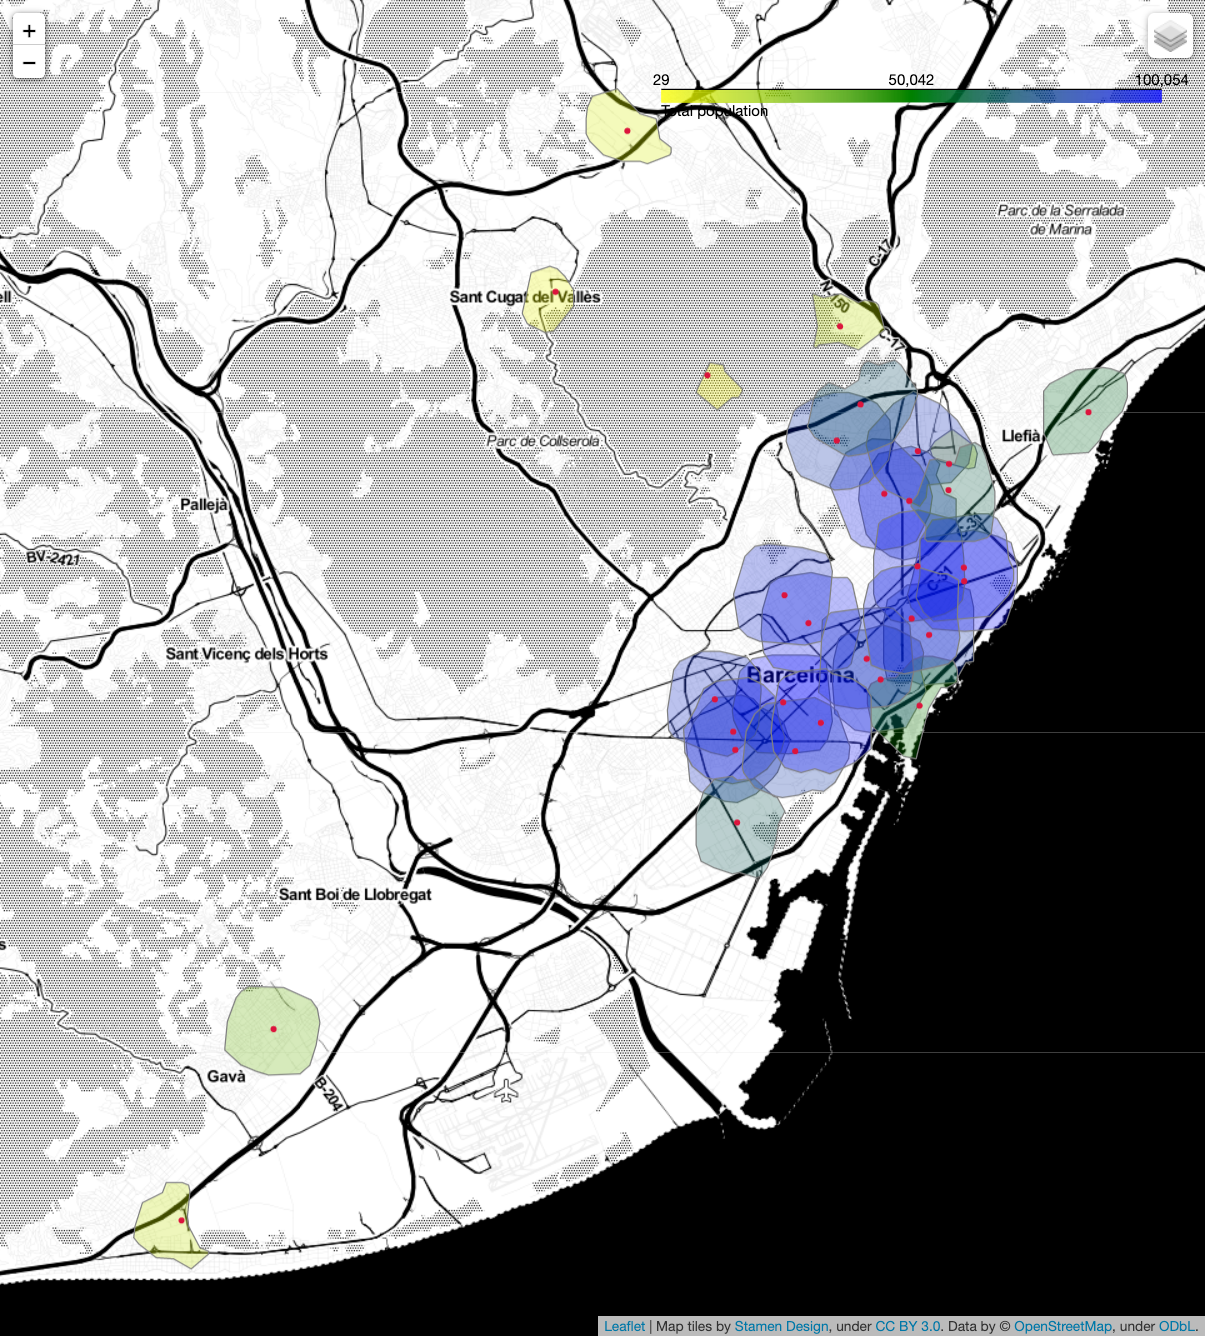 +
−
29 50,042 100,054
Total population
Parc de la Serralada
de Marina
C-17
ell
Sant Cugat del Vallès
N-150
C-17
Llefià
Parc de Collserola
Pallejà
C-31
BV-2421
C-31
Sant Vicenç dels Horts
Barcelona
Sant Boi de Llobregat
s
Gavà
B-204
Leaflet | Map tiles by Stamen Design, under CC BY 3.0. Data by © OpenStreetMap, under ODbL.